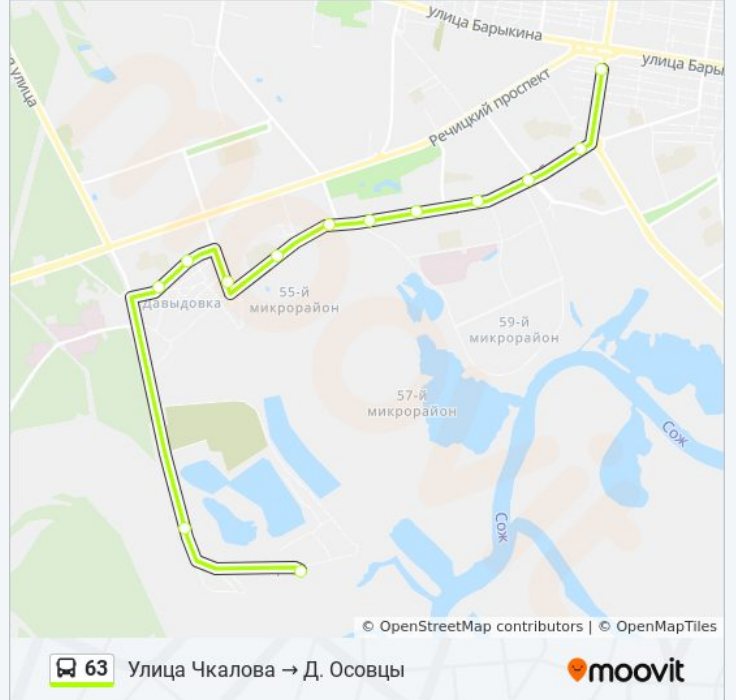 улица Барыкина
улица Бары
я улица
Речицкий проспект
Давыдовка
55-й
микрорайон
59-й
микрорайон
57-й
микрорайон
Сож
Сож
© OpenStreetMap contributors | © OpenMapTiles
63 Улица Чкалова → Д. Осовцы
moovit